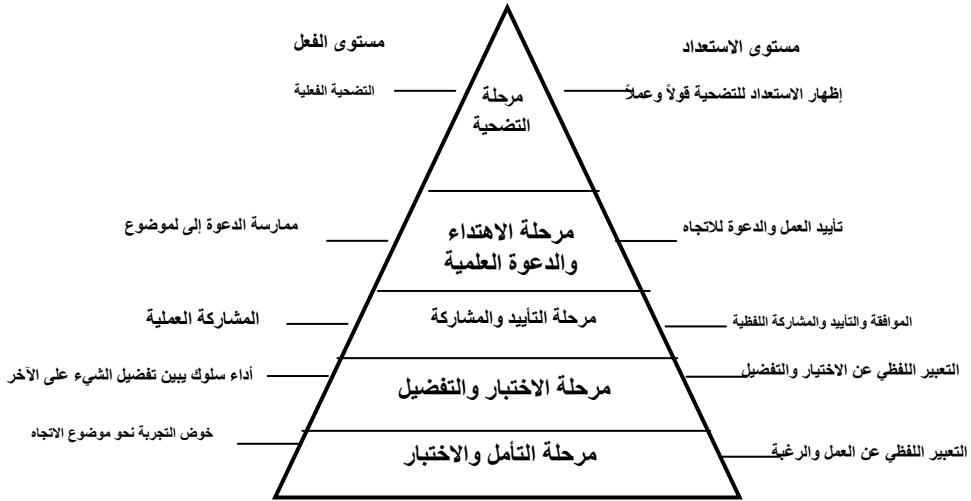 مستوى الاستعداد
مستوى الفعل
إظهار الاستعداد للتضحية قولاً وعملاً
مرحلة
التضحية
التضحية الفعلية
تأييد العمل والدعوة للاتجاه
مرحلة الاهتداء
والدعوة العلمية
ممارسة الدعوة إلى لموضوع
الموافقة والتأييد والمشاركة اللفظية
مرحلة التأييد والمشاركة
المشاركة العملية
التعبير اللفظي عن الاختيار والتفضيل
مرحلة الاختبار والتفضيل
أداء سلوك يبين تفضيل الشيء على الآخر
التعبير اللفظي عن العمل والرغبة
مرحلة التأمل والاختبار
خوض التجربة نحو موضوع الاتجاه